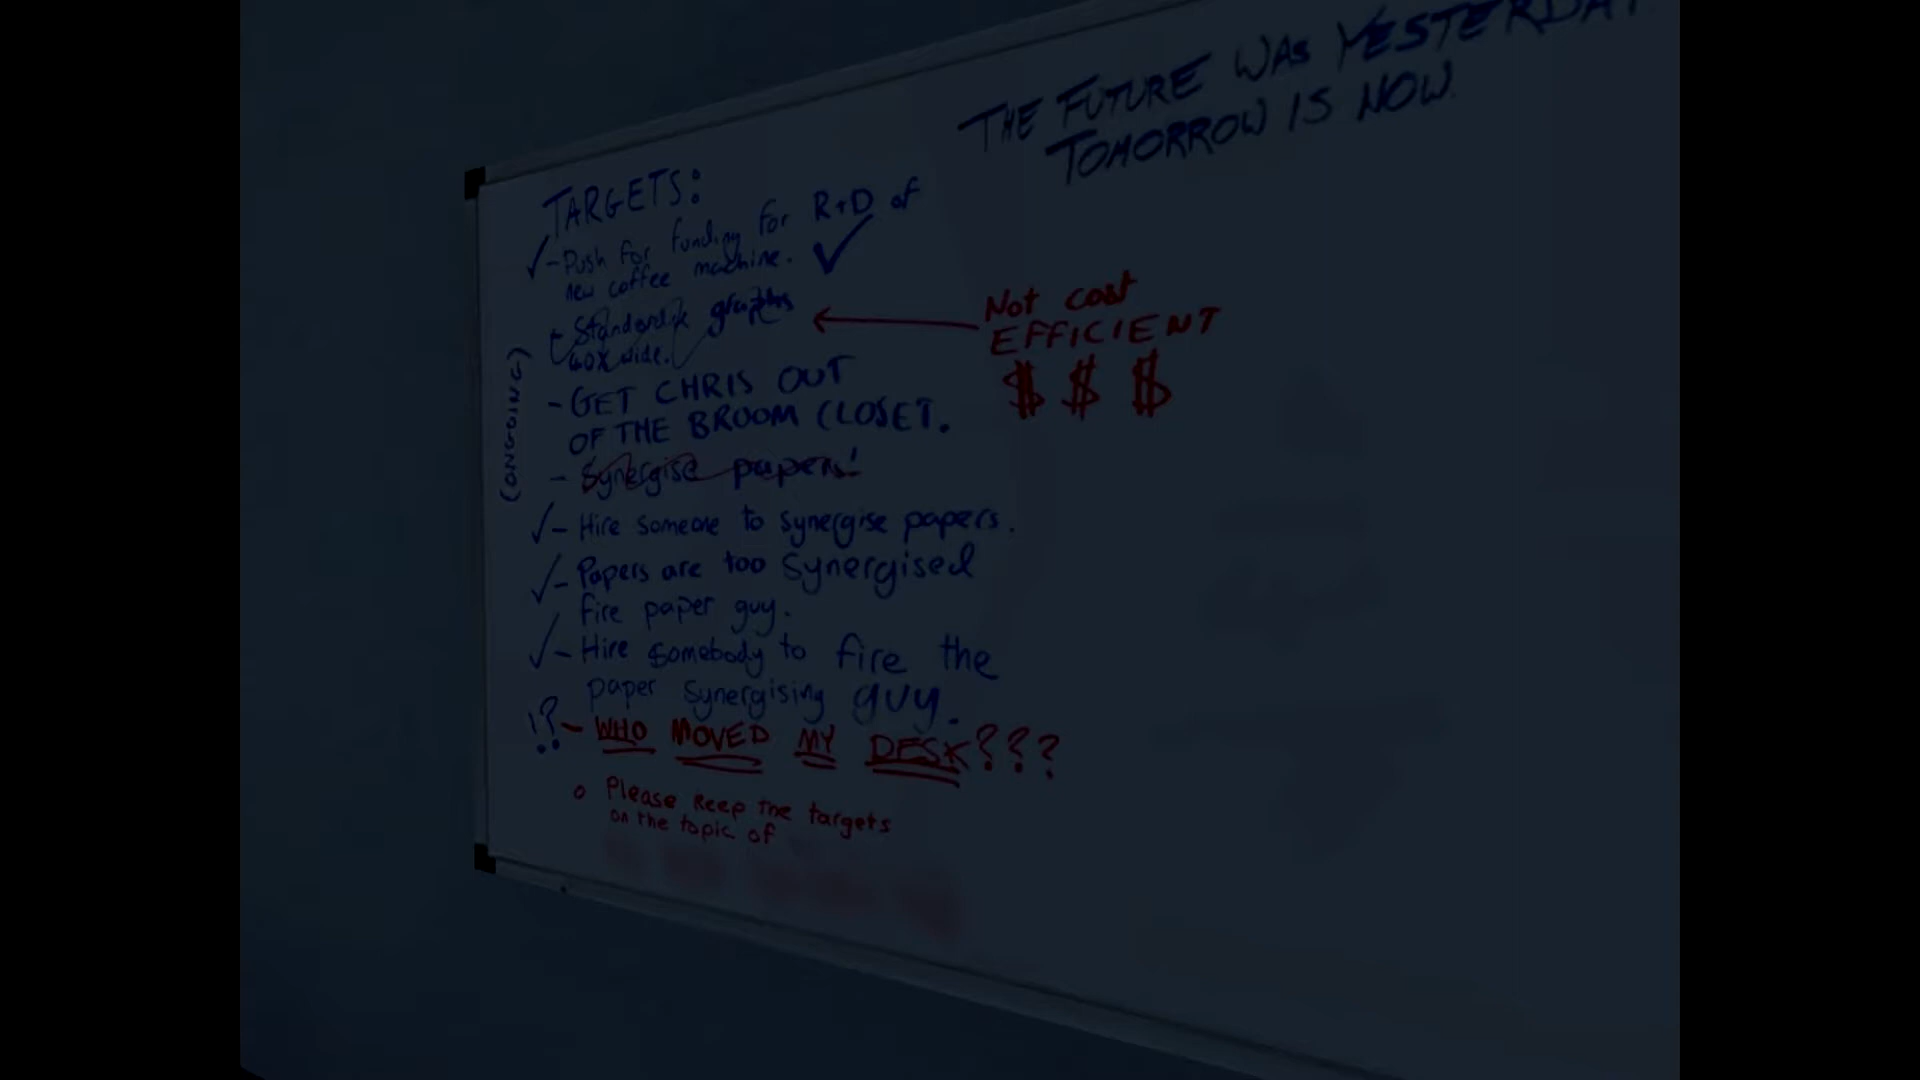 THE FUTURE WAS YESTERDAY
TOMORROW IS NOW.
TARGETS:
- Push for funding for R+D of
new coffee machine.
- Standardize graphs
40% wide.
Not cost
EFFICIENT
$ $ $
(ONGOING)
- GET CHRIS OUT
OF THE BROOM CLOSET.
- Synergise papers!
- Hire someone to synergise papers.
- Papers are too synergised
fire paper guy.
- Hire somebody to fire the
paper synergising guy.
!? - WHO MOVED MY DESK???
o Please keep the targets
on the topic of